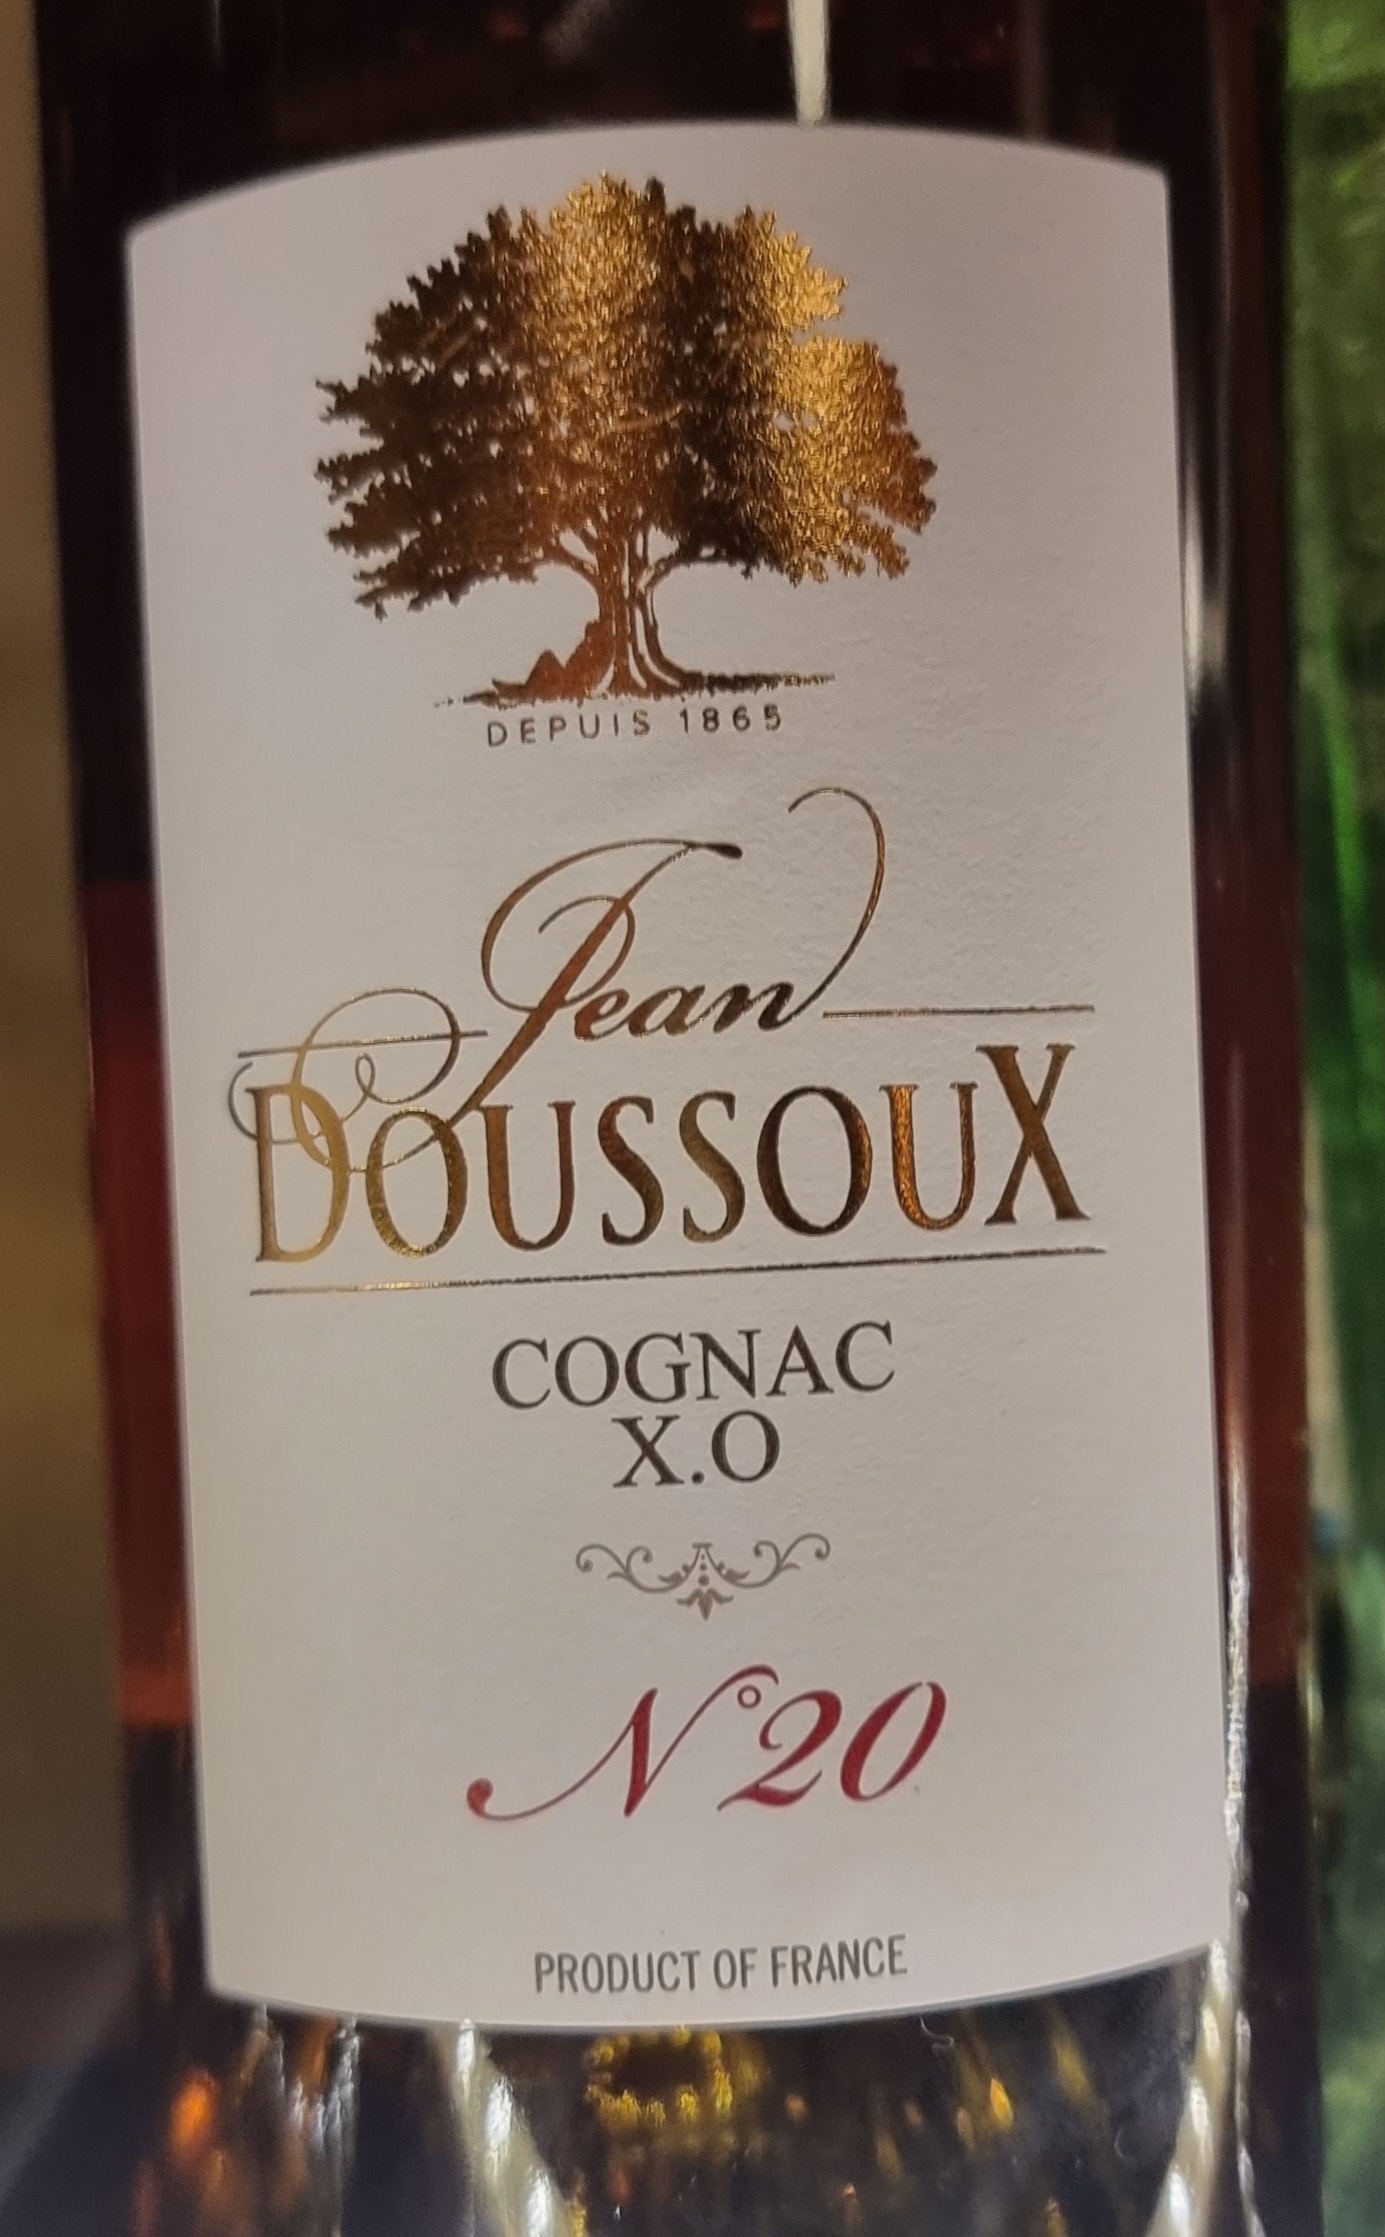 DEPUIS 1865
Jean
DOUSSOUX
COGNAC
X.O
N°20
PRODUCT OF FRANCE